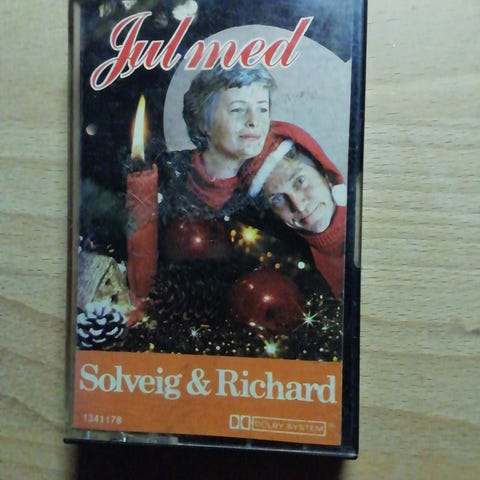 Jul med
Solveig & Richard
1341178
DOLBY SYSTEM